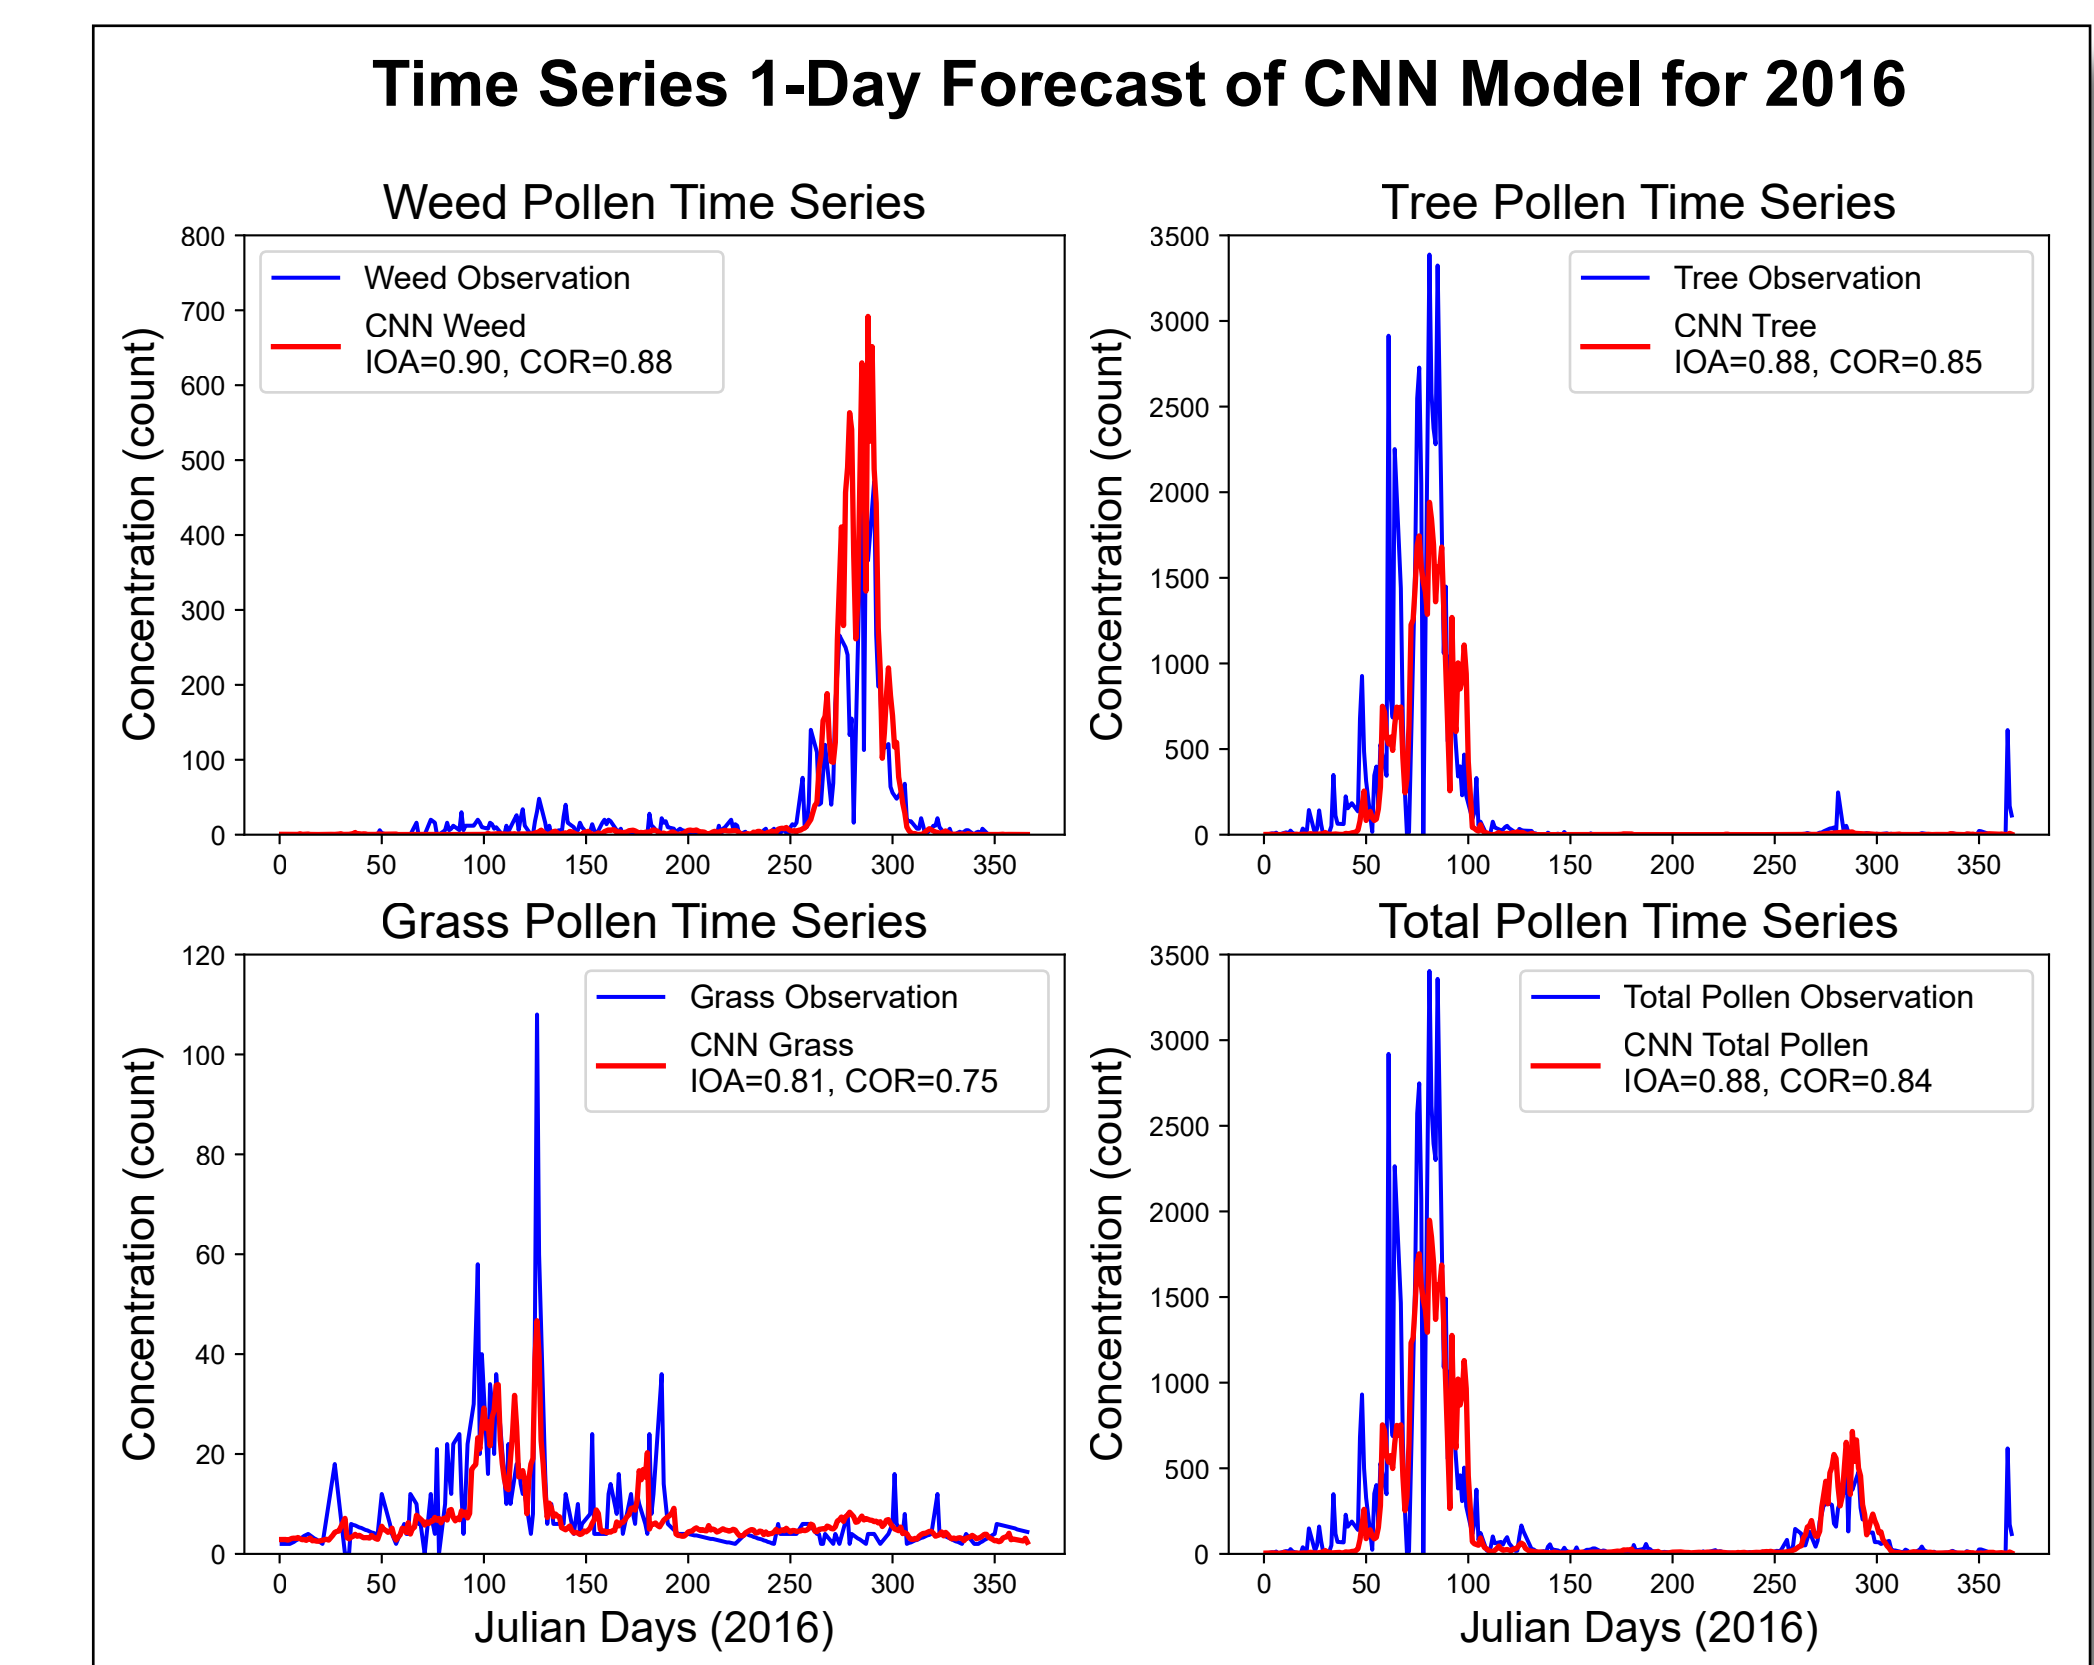 Time Series 1-Day Forecast of CNN Model for 2016
Weed Pollen Time Series
Concentration (count)
800
700
600
500
400
300
200
100
0
Weed Observation
CNN Weed
IOA=0.90, COR=0.88
0 50 100 150 200 250 300 350
Tree Pollen Time Series
Concentration (count)
3500
3000
2500
2000
1500
1000
500
0
Tree Observation
CNN Tree
IOA=0.88, COR=0.85
0 50 100 150 200 250 300 350
Grass Pollen Time Series
Concentration (count)
120
100
80
60
40
20
0
Grass Observation
CNN Grass
IOA=0.81, COR=0.75
0 50 100 150 200 250 300 350
Julian Days (2016)
Total Pollen Time Series
Concentration (count)
3500
3000
2500
2000
1500
1000
500
0
Total Pollen Observation
CNN Total Pollen
IOA=0.88, COR=0.84
0 50 100 150 200 250 300 350
Julian Days (2016)